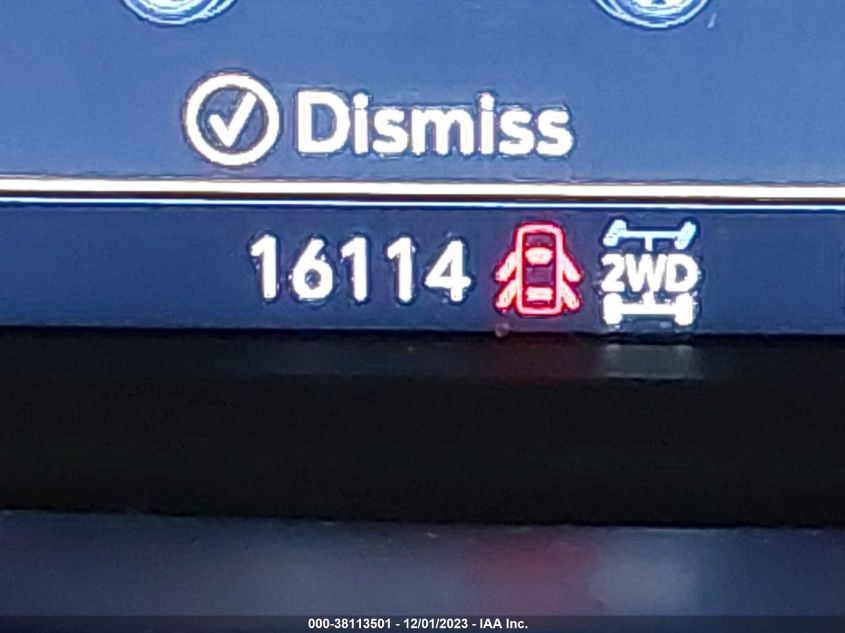 Dismiss
16114 2WD
000-38113501 - 12/01/2023 - IAA Inc.